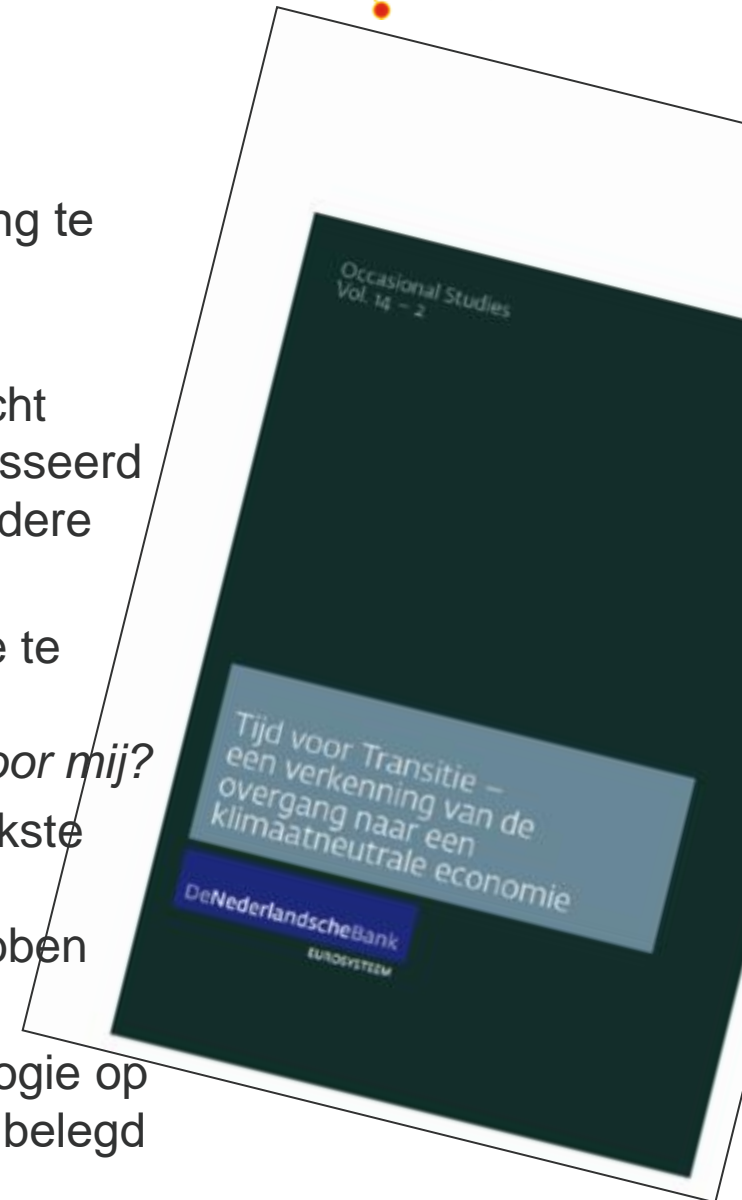 ng te
cht
sseerd
dere
e te
oor mij?
kste
bben
ogie op
belegd
Occasional Studies
Vol. 14 – 2
Tijd voor Transitie –
een verkenning van de
overgang naar een
klimaatneutrale economie
DeNederlandscheBank
EUROSYSTEEM